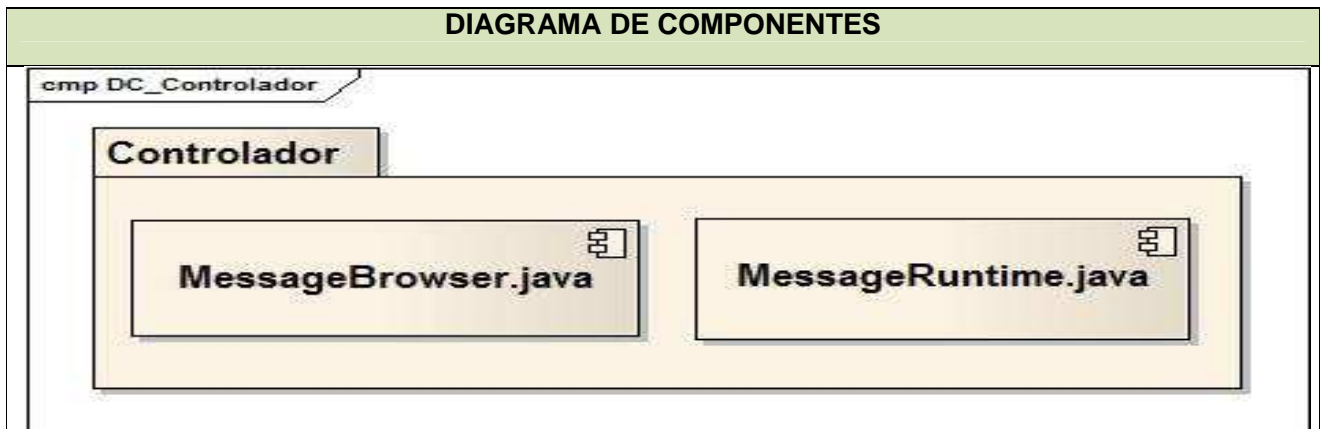 DIAGRAMA DE COMPONENTES
cmp DC_Controlador
Controlador
MessageBrowser.java
MessageRuntime.java